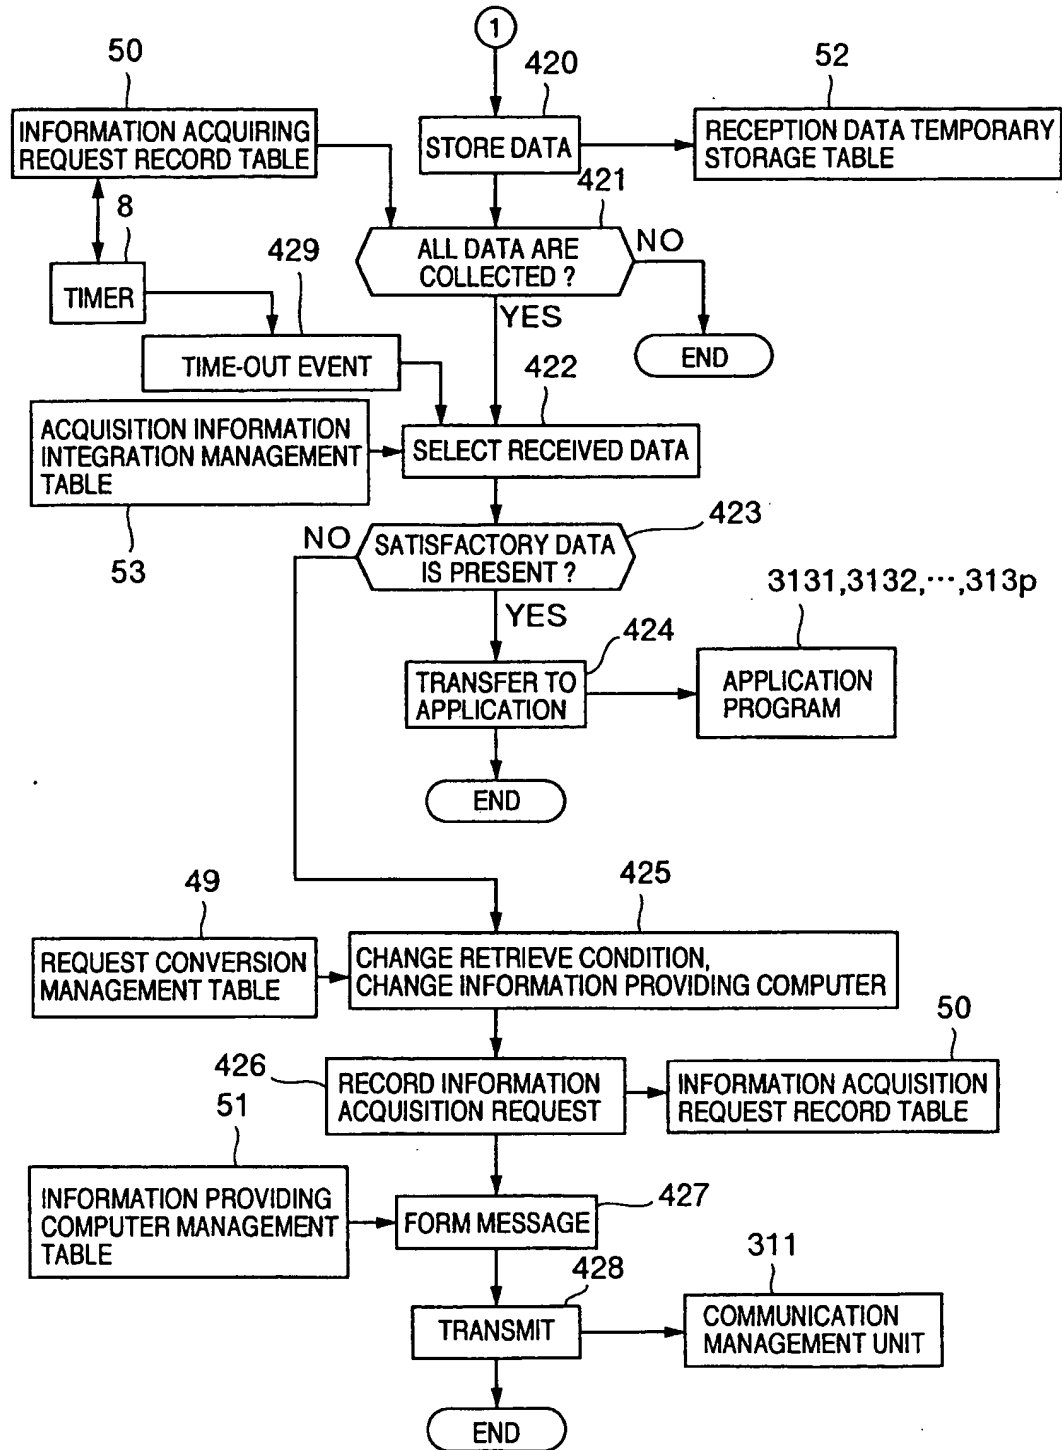 1
50
420
52
INFORMATION ACQUIRING
REQUEST RECORD TABLE
STORE DATA
RECEPTION DATA TEMPORARY
STORAGE TABLE
421
8
429
ALL DATA ARE
COLLECTED ?
NO
TIMER
YES
END
TIME-OUT EVENT
422
ACQUISITION INFORMATION
INTEGRATION MANAGEMENT
TABLE
SELECT RECEIVED DATA
53
423
NO
SATISFACTORY DATA
IS PRESENT ?
3131,3132,···,313p
YES
424
TRANSFER TO
APPLICATION
APPLICATION
PROGRAM
END
49
425
REQUEST CONVERSION
MANAGEMENT TABLE
CHANGE RETRIEVE CONDITION,
CHANGE INFORMATION PROVIDING COMPUTER
50
426
RECORD INFORMATION
ACQUISITION REQUEST
INFORMATION ACQUISITION
REQUEST RECORD TABLE
51
INFORMATION PROVIDING
COMPUTER MANAGEMENT
TABLE
FORM MESSAGE
427
428
311
TRANSMIT
COMMUNICATION
MANAGEMENT UNIT
END